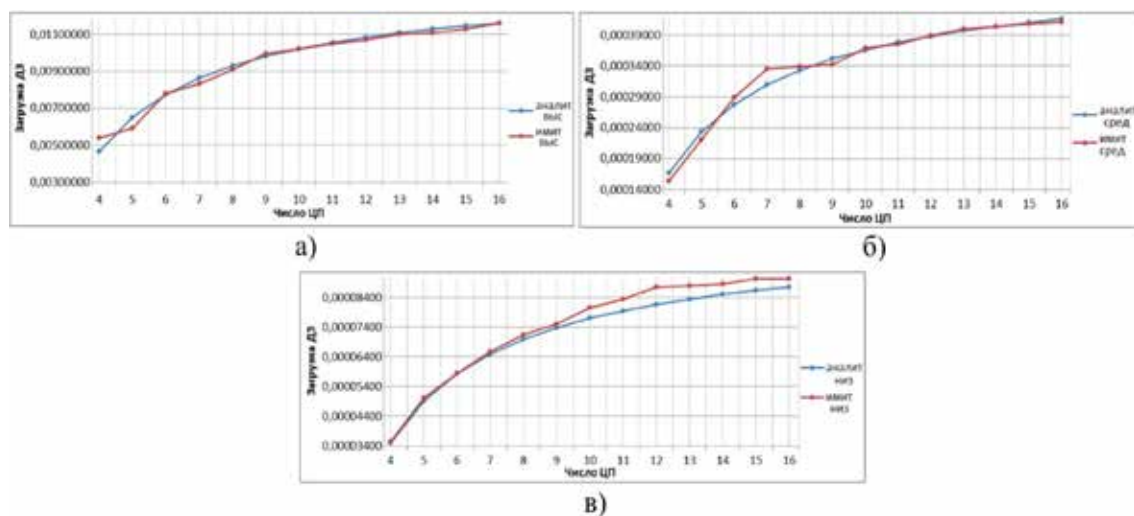 Загрузка ДЗ
0,01100000
0,00900000
0,00700000
0,00500000
0,00300000
4 5 6 7 8 9 10 11 12 13 14 15 16
Число ЦП
аналит
выс
имит
выс
а)
Загрузка ДЗ
0,00039000
0,00034000
0,00029000
0,00024000
0,00019000
0,00014000
4 5 6 7 8 9 10 11 12 13 14 15 16
Число ЦП
аналит
сред
имит
сред
б)
Загрузка ДЗ
0,00008400
0,00007400
0,00006400
0,00005400
0,00004400
0,00003400
4 5 6 7 8 9 10 11 12 13 14 15 16
Число ЦП
аналит
низ
имит
низ
в)